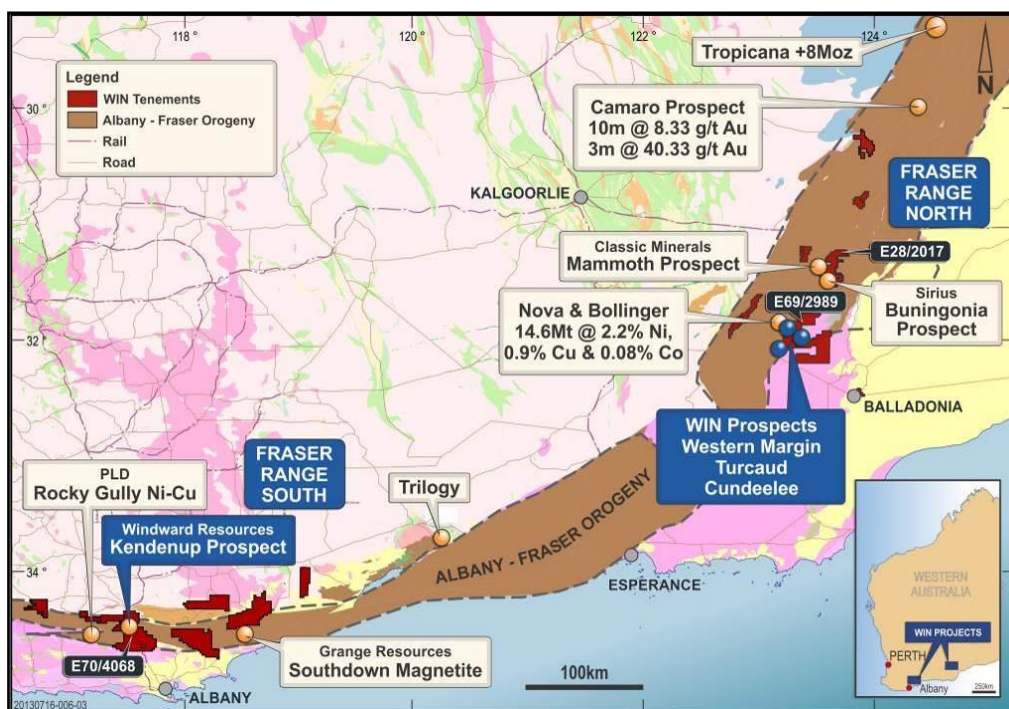 118 °
120 °
122 °
124 °
30 °
32 °
34 °
Legend
WIN Tenements
Albany - Fraser Orogeny
Rail
Road
Tropicana +8Moz
N
Camaro Prospect
10m @ 8.33 g/t Au
3m @ 40.33 g/t Au
KALGOORLIE
FRASER
RANGE
NORTH
Classic Minerals
Mammoth Prospect
E28/2017
E69/2989
Sirius
Buningonia
Prospect
Nova & Bollinger
14.6Mt @ 2.2% Ni,
0.9% Cu & 0.08% Co
BALLADONIA
WIN Prospects
Western Margin
Turcaud
Cundeelee
FRASER
RANGE
SOUTH
PLD
Rocky Gully Ni-Cu
Windward Resources
Kendenup Prospect
Trilogy
ALBANY - FRASER OROGENY
ESPERANCE
Grange Resources
Southdown Magnetite
E70/4068
ALBANY
100km
WESTERN
AUSTRALIA
WIN PROJECTS
PERTH
Albany
250km
20130716-006-03